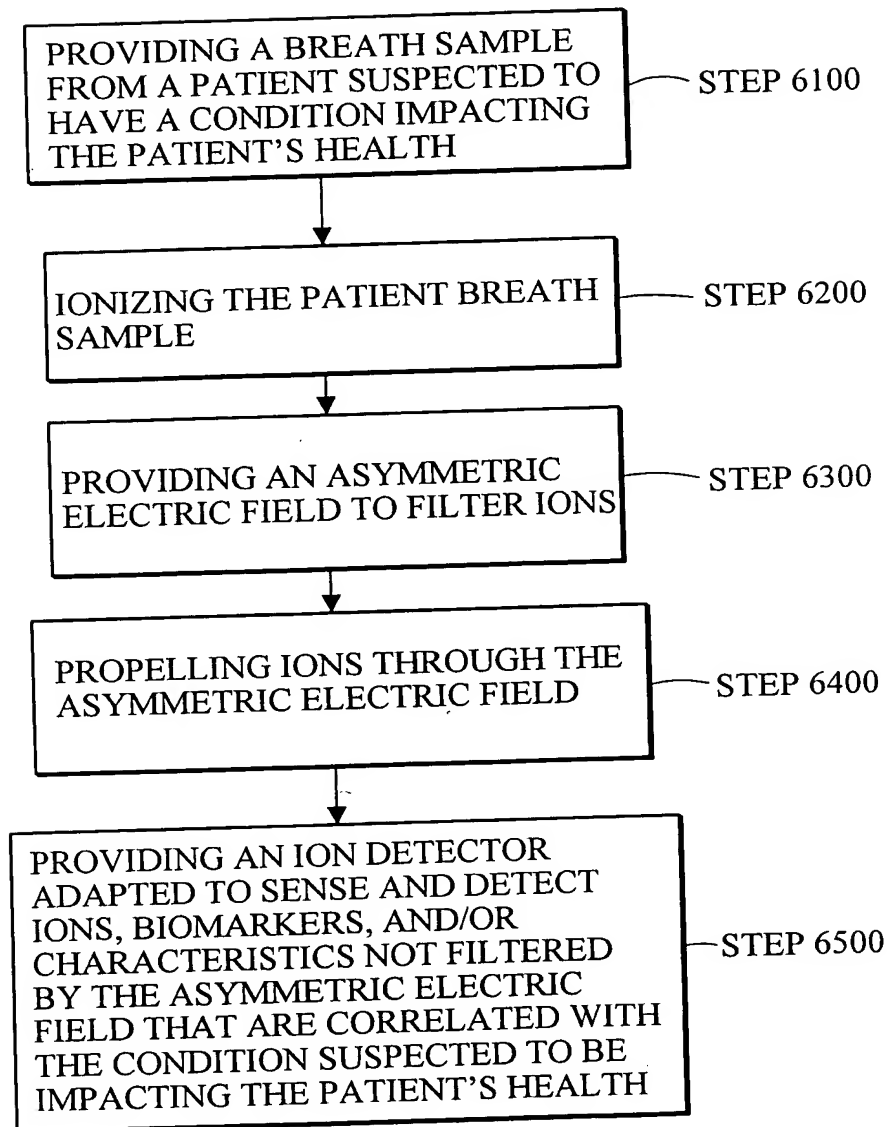 PROVIDING A BREATH SAMPLE
FROM A PATIENT SUSPECTED TO
HAVE A CONDITION IMPACTING
THE PATIENT'S HEALTH
STEP 6100
IONIZING THE PATIENT BREATH
SAMPLE
STEP 6200
PROVIDING AN ASYMMETRIC
ELECTRIC FIELD TO FILTER IONS
STEP 6300
PROPELLING IONS THROUGH THE
ASYMMETRIC ELECTRIC FIELD
STEP 6400
PROVIDING AN ION DETECTOR
ADAPTED TO SENSE AND DETECT
IONS, BIOMARKERS, AND/OR
CHARACTERISTICS NOT FILTERED
BY THE ASYMMETRIC ELECTRIC
FIELD THAT ARE CORRELATED WITH
THE CONDITION SUSPECTED TO BE
IMPACTING THE PATIENT'S HEALTH
STEP 6500